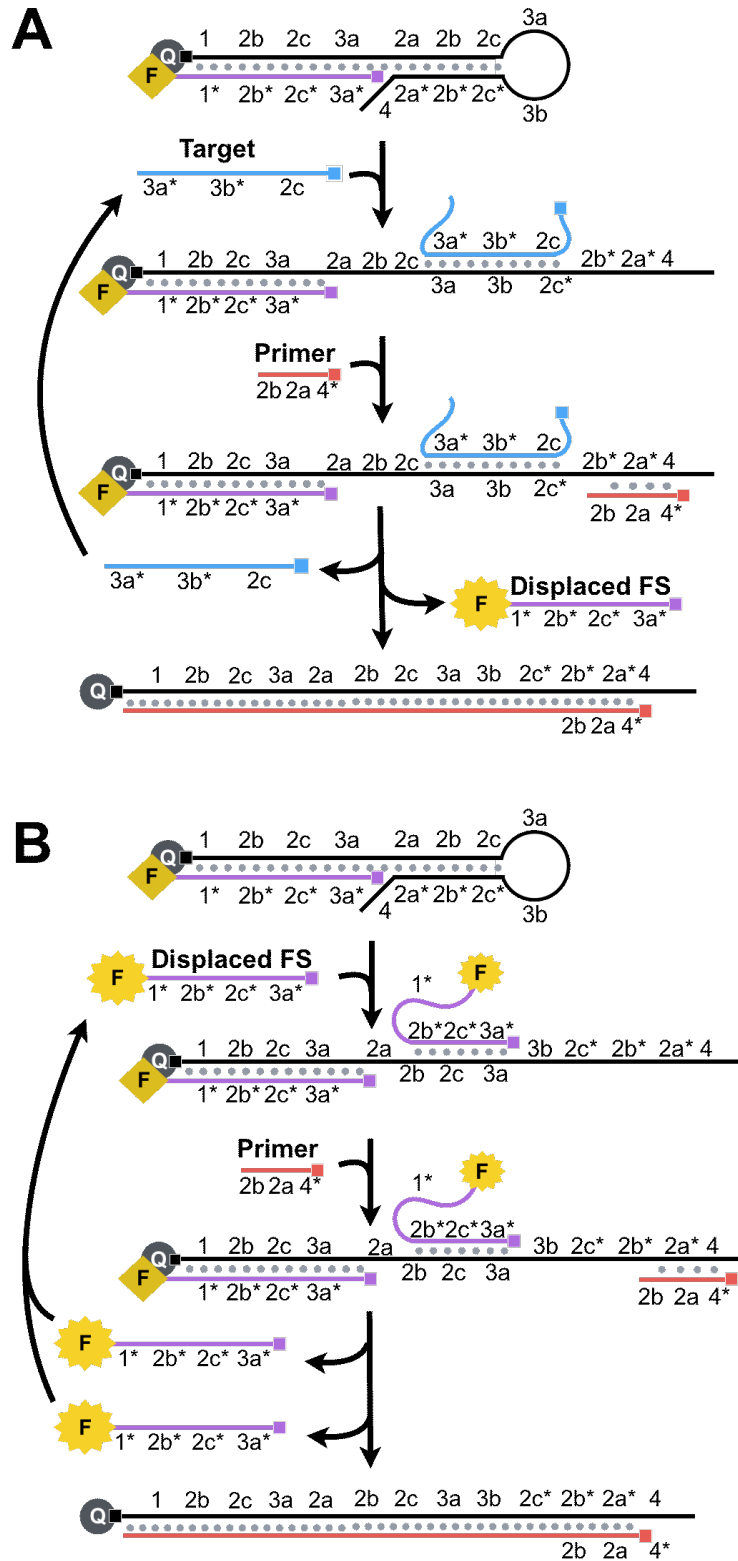 A
3a
1 2b 2c 3a 2a 2b 2c
Q
F
1* 2b* 2c* 3a* 4 2a* 2b* 2c*
3b
Target
3a* 3b* 2c
3a* 3b* 2c
1 2b 2c 3a 2a 2b 2c 2b* 2a* 4
Q
F
1* 2b* 2c* 3a* 3a 3b 2c*
Primer
2b 2a 4*
3a* 3b* 2c
1 2b 2c 3a 2a 2b 2c 2b* 2a* 4
Q
F
1* 2b* 2c* 3a* 3a 3b 2c*
2b 2a 4*
3a* 3b* 2c
Displaced FS
F
1* 2b* 2c* 3a*
1 2b 2c 3a 2a 2b 2c 3a 3b 2c* 2b* 2a* 4
Q
2b 2a 4*
B
3a
1 2b 2c 3a 2a 2b 2c
Q
F
1* 2b* 2c* 3a* 4 2a* 2b* 2c*
3b
Displaced FS
F
1* 2b* 2c* 3a*
1* F
2b* 2c* 3a*
1 2b 2c 3a 2a 3b 2c* 2b* 2a* 4
Q
F
1* 2b* 2c* 3a* 2b 2c 3a
Primer
2b 2a 4*
1* F
2b* 2c* 3a*
1 2b 2c 3a 2a 3b 2c* 2b* 2a* 4
Q
F
1* 2b* 2c* 3a* 2b 2c 3a
2b 2a 4*
F
1* 2b* 2c* 3a*
F
1* 2b* 2c* 3a*
1 2b 2c 3a 2a 2b 2c 3a 3b 2c* 2b* 2a* 4
Q
2b 2a 4*